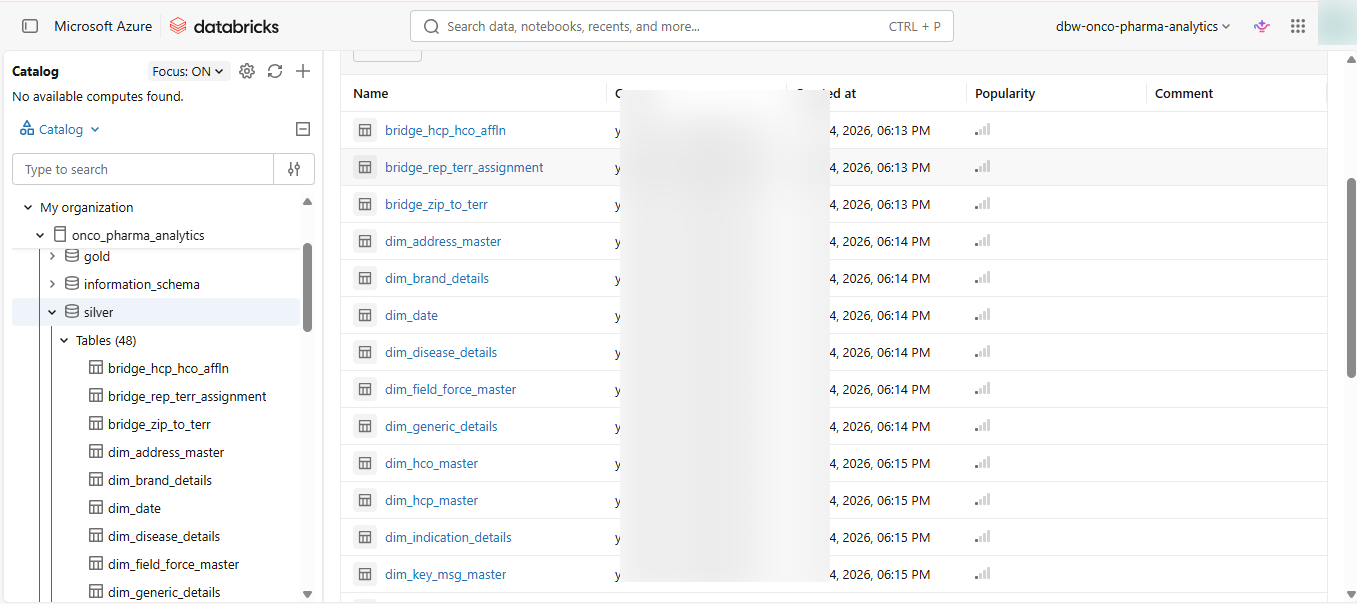 Microsoft Azure databricks Search data, notebooks, recents, and more... CTRL + P dbw-onco-pharma-analytics
Catalog Focus: ON
No available computes found.
Catalog
Type to search
My organization
onco_pharma_analytics
gold
information_schema
silver
Tables (48)
bridge_hcp_hco_affln
bridge_rep_terr_assignment
bridge_zip_to_terr
dim_address_master
dim_brand_details
dim_date
dim_disease_details
dim_field_force_master
dim_generic_details
Name at Popularity Comment
bridge_hcp_hco_affln y 4, 2026, 06:13 PM
bridge_rep_terr_assignment y 4, 2026, 06:13 PM
bridge_zip_to_terr y 4, 2026, 06:13 PM
dim_address_master y 4, 2026, 06:14 PM
dim_brand_details y 4, 2026, 06:14 PM
dim_date y 4, 2026, 06:14 PM
dim_disease_details y 4, 2026, 06:14 PM
dim_field_force_master y 4, 2026, 06:14 PM
dim_generic_details y 4, 2026, 06:14 PM
dim_hco_master y 4, 2026, 06:15 PM
dim_hcp_master y 4, 2026, 06:15 PM
dim_indication_details y 4, 2026, 06:15 PM
dim_key_msg_master y 4, 2026, 06:15 PM